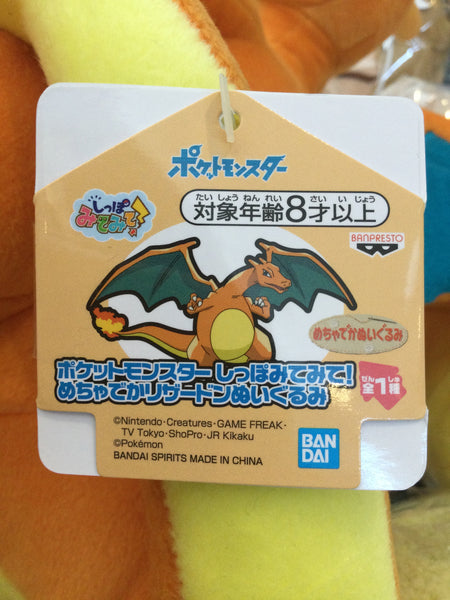 ポケットモンスター
しっぽ
みてみて!
たい しょう ねん れい さい い じょう
対象年齢8才以上
BANPRESTO
めちゃでかぬいぐるみ
ポケットモンスター しっぽみてみて!
めちゃでかリザードンぬいぐるみ
ぜん しゅ
全1種
©Nintendo・Creatures・GAME FREAK・
TV Tokyo・ShoPro・JR Kikaku
©Pokémon
BANDAI SPIRITS MADE IN CHINA
BAN
DAI